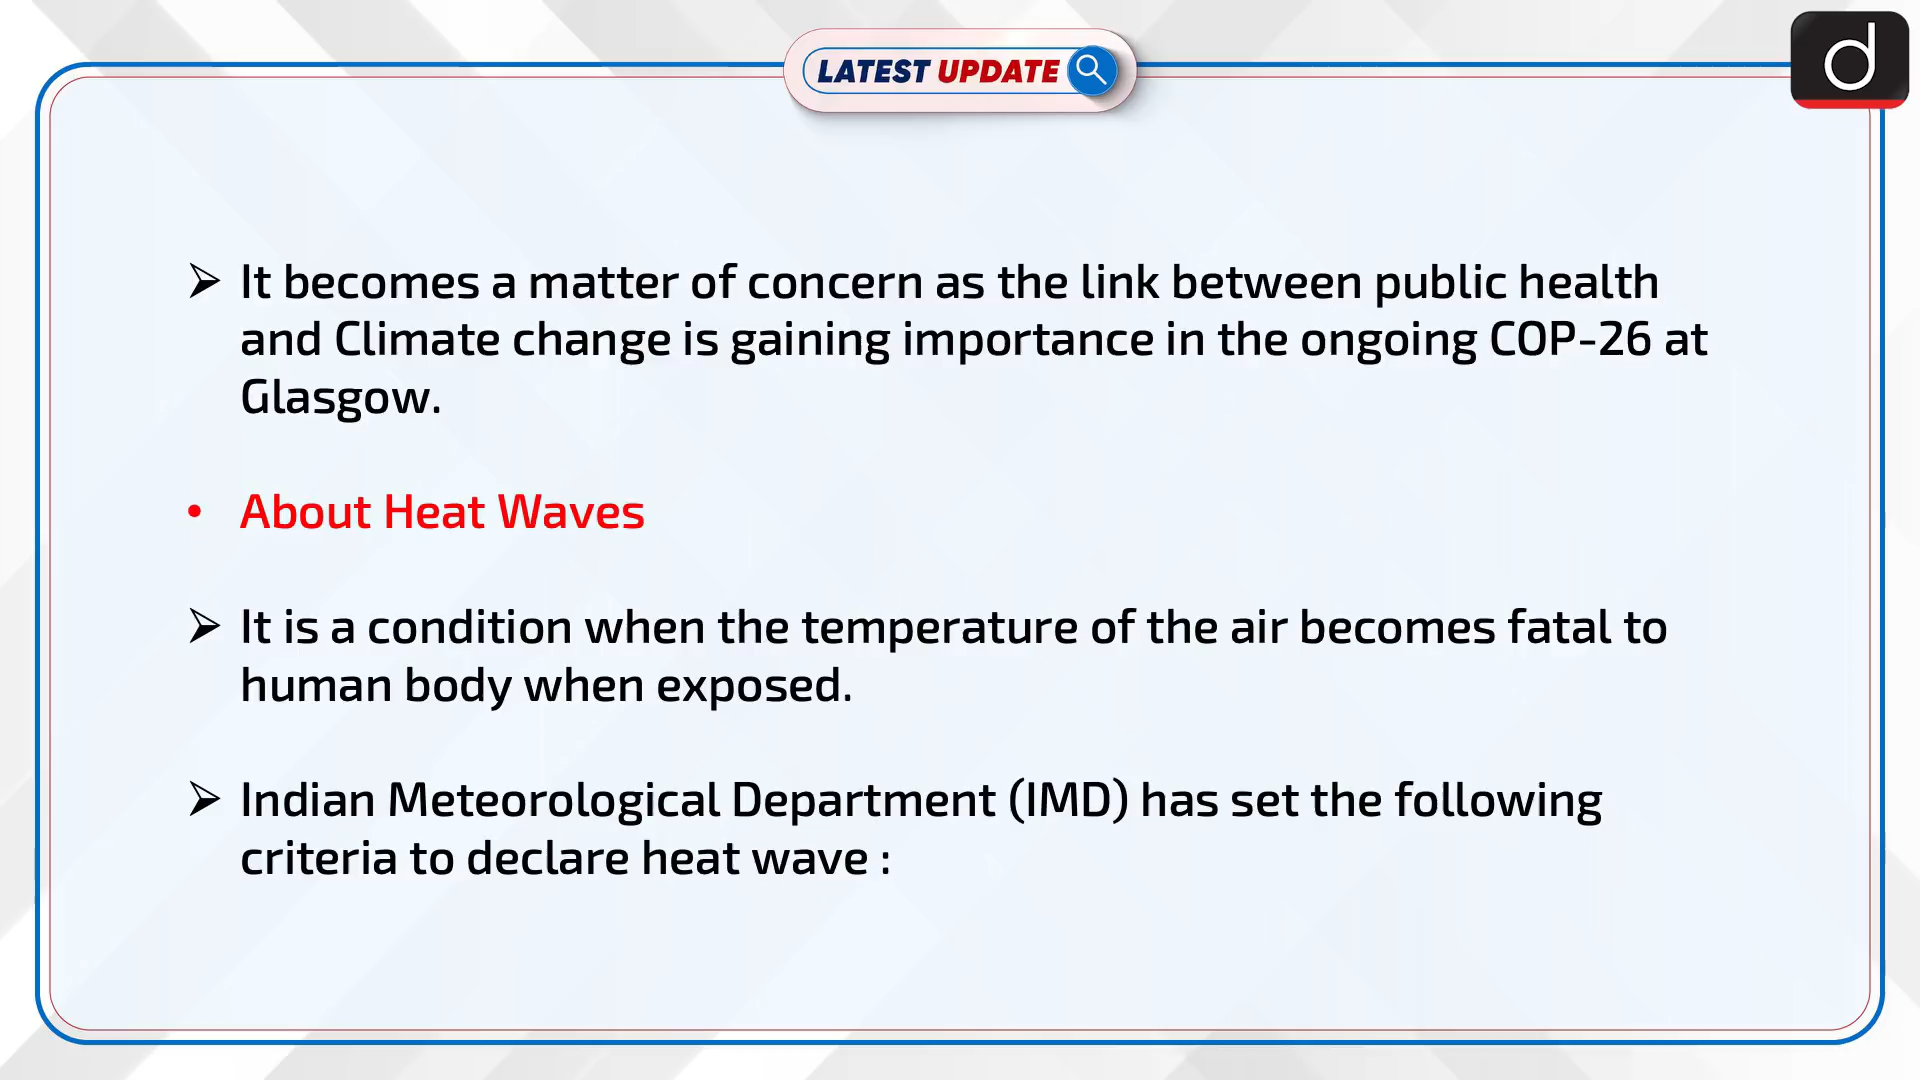 LATEST UPDATE
d
➢ It becomes a matter of concern as the link between public health
and Climate change is gaining importance in the ongoing COP-26 at
Glasgow.
• About Heat Waves
➢ It is a condition when the temperature of the air becomes fatal to
human body when exposed.
➢ Indian Meteorological Department (IMD) has set the following
criteria to declare heat wave :